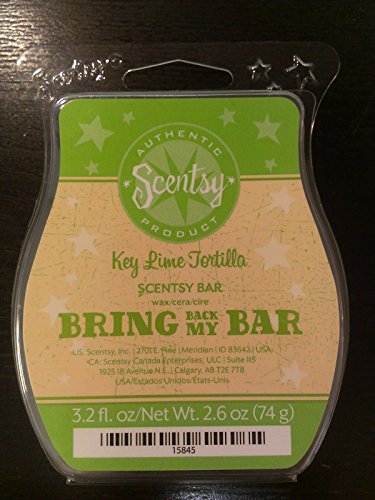 Scentsy
AUTHENTIC
Scentsy
PRODUCT
Key Lime Tortilla
SCENTSY BAR
wax/cera/cire
BRING BACK MY BAR
U.S. Scentsy, Inc. | 2701 E. Pine | Meridian | ID 83642 | USA
CA: Scentsy Canada Enterprises, ULC | Suite 115
1925 18 Avenue N.E. | Calgary, AB T2E 7T8
USA/Estados Unidos/États-Unis
3.2 fl. oz/Net Wt. 2.6 oz (74 g)
15845